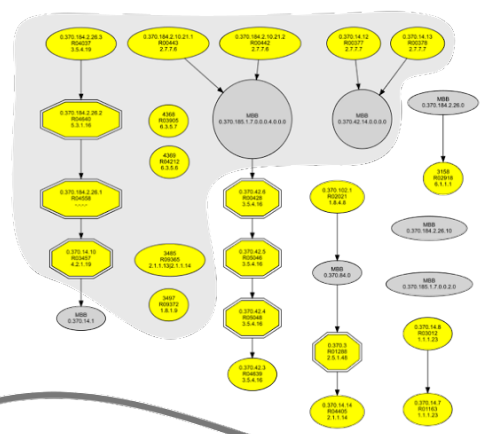 0.370.184.2.26.3
R04037
3.5.4.19
0.370.184.2.10.21.1
R00443
2.7.7.6
0.370.184.2.10.21.2
R00442
2.7.7.6
0.370.14.12
R00377
2.7.7.7
0.370.14.13
R00378
2.7.7.7
0.370.184.2.26.2
R04640
5.3.1.16
4368
R03905
6.3.5.7
4369
R04212
6.3.5.6
MBB
0.370.185.1.7.0.0.4.0.0.0
MBB
0.370.42.14.0.0.0.0
MBB
0.370.184.2.26.0
3158
R02918
6.1.1.1
0.370.184.2.26.1
R04558
-.-.-.-
0.370.42.6
R00428
3.5.4.16
0.370.102.1
R02021
1.8.4.8
MBB
0.370.184.2.26.10
0.370.14.10
R03457
4.2.1.19
3485
R09365
2.1.1.13|2.1.1.14
0.370.42.5
R05046
3.5.4.16
MBB
0.370.64.0
MBB
0.370.185.1.7.0.0.2.0
MBB
0.370.14.1
3497
R09372
1.8.1.9
0.370.42.4
R05048
3.5.4.16
0.370.3
R01288
2.5.1.48
0.370.14.8
R03012
1.1.1.23
0.370.42.3
R04639
3.5.4.16
0.370.14.14
R04405
2.1.1.14
0.370.14.7
R01163
1.1.1.23